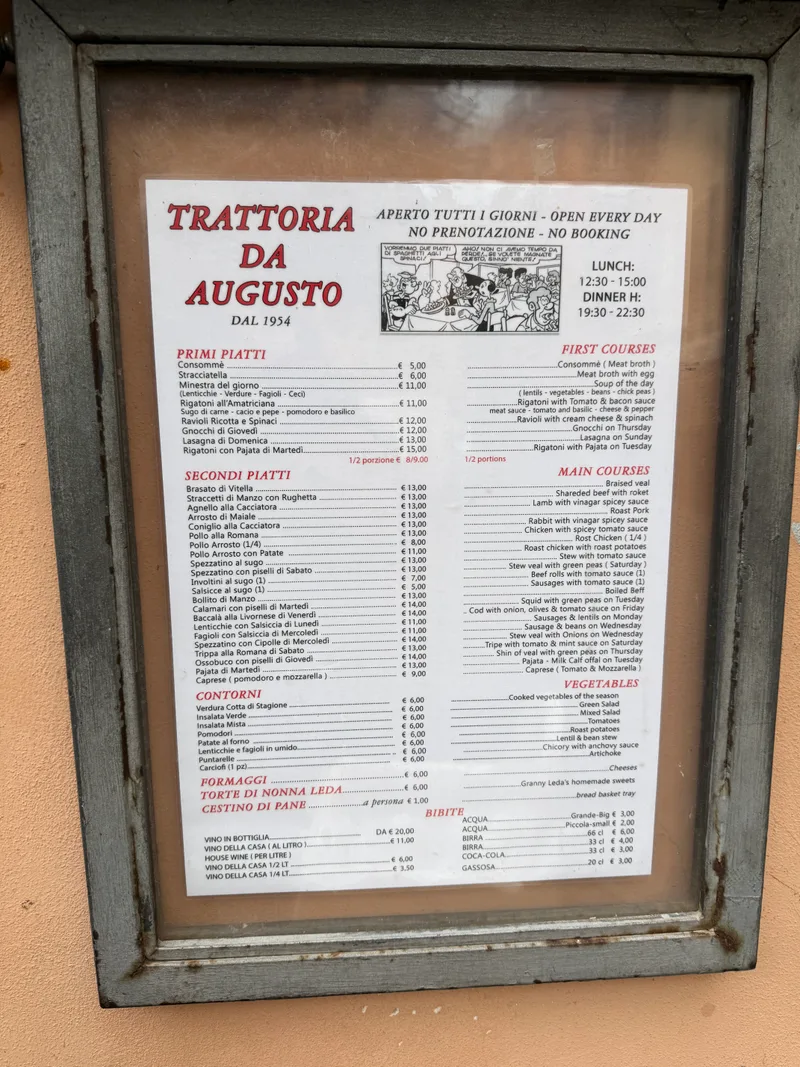 TRATTORIA
DA
AUGUSTO
DAL 1954
APERTO TUTTI I GIORNI - OPEN EVERY DAY
NO PRENOTAZIONE - NO BOOKING
VORREMMO DUE PIATTI
DI SPAGHETTI AGLI
SPINACI!
AHO! NON CI AVEMO TEMPO DA
PERDE!..SE VOLETE MAGNATE
QUESTO, SINNO' NIENTE!
LUNCH:
12:30 - 15:00
DINNER H:
19:30 - 22:30
PRIMI PIATTI
Consommé € 5,00
Stracciatella € 6,00
Minestra del giorno € 11,00
(Lenticchie - Verdure - Fagioli - Ceci)
Rigatoni all'Amatriciana € 11,00
Sugo di carne - cacio e pepe - pomodoro e basilico
Ravioli Ricotta e Spinaci € 12,00
Gnocchi di Giovedì € 12,00
Lasagna di Domenica € 13,00
Rigatoni con Pajata di Martedì € 15,00
1/2 porzione € 8/9.00
FIRST COURSES
Consommè ( Meat broth )
Meat broth with egg
Soup of the day
( lentils - vegetables - beans - chick peas )
Rigatoni with Tomato & bacon sauce
meat sauce - tomato and basilic - cheese & pepper
Ravioli with cream cheese & spinach
Gnocchi on Thursday
Lasagna on Sunday
Rigatoni with Pajata on Tuesday
1/2 portions
SECONDI PIATTI
Brasato di Vitella € 13,00
Straccetti di Manzo con Rughetta € 13,00
Agnello alla Cacciatora € 13,00
Arrosto di Maiale € 13,00
Coniglio alla Cacciatora € 13,00
Pollo alla Romana € 13,00
Pollo Arrosto (1/4) € 8,00
Pollo Arrosto con Patate € 11,00
Spezzatino al sugo € 13,00
Spezzatino con piselli di Sabato € 13,00
Involtini al sugo (1) € 7,00
Salsicce al sugo (1) € 5,00
Bollito di Manzo € 13,00
Calamari con piselli di Martedì € 14,00
Baccalà alla Livornese di Venerdì € 14,00
Lenticchie con Salsiccia di Lunedì € 11,00
Fagioli con Salsiccia di Mercoledì € 11,00
Spezzatino con Cipolle di Mercoledì € 14,00
Trippa alla Romana di Sabato € 13,00
Ossobuco con piselli di Giovedì € 14,00
Pajata di Martedì € 13,00
Caprese ( pomodoro e mozzarella ) € 9,00
MAIN COURSES
Braised veal
Shareded beef with roket
Lamb with vinagar spicey sauce
Roast Pork
Rabbit with vinagar spicey sauce
Chicken with spicey tomato sauce
Rost Chicken ( 1/4 )
Roast chicken with roast potatoes
Stew with tomato sauce
Stew veal with green peas ( Saturday )
Beef rolls with tomato sauce (1)
Sausages with tomato sauce (1)
Boiled Beff
Squid with green peas on Tuesday
Cod with onion, olives & tomato sauce on Friday
Sausages & lentils on Monday
Sausage & beans on Wednesday
Stew veal with Onions on Wednesday
Tripe with tomato & mint sauce on Saturday
Shin of veal with green peas on Thursday
Pajata - Milk Calf offal on Tuesday
Caprese ( Tomato & Mozzarella )
CONTORNI
Verdura Cotta di Stagione € 6,00
Insalata Verde € 6,00
Insalata Mista € 6,00
Pomodori € 6,00
Patate al forno € 6,00
Lenticchie e fagioli in umido € 6,00
Puntarelle € 6,00
Carciofi (1 pz) € 6,00
VEGETABLES
Cooked vegetables of the season
Green Salad
Mixed Salad
Tomatoes
Roast potatoes
Lentil & bean stew
Chicory with anchovy sauce
Artichoke
FORMAGGI € 6,00
Cheeses
TORTE DI NONNA LEDA € 6,00
Granny Leda's homemade sweets
CESTINO DI PANE a persona € 1,00
bread basket tray
BIBITE
VINO IN BOTTIGLIA DA € 20,00
VINO DELLA CASA ( AL LITRO ) € 11,00
HOUSE WINE ( PER LITRE )
VINO DELLA CASA 1/2 LT € 6,00
VINO DELLA CASA 1/4 LT € 3,50
ACQUA Grande-Big € 3,00
ACQUA Piccola-small € 2,00
BIRRA 66 cl € 6,00
BIRRA 33 cl € 4,00
COCA-COLA 33 cl € 3,00
GASSOSA 20 cl € 3,00